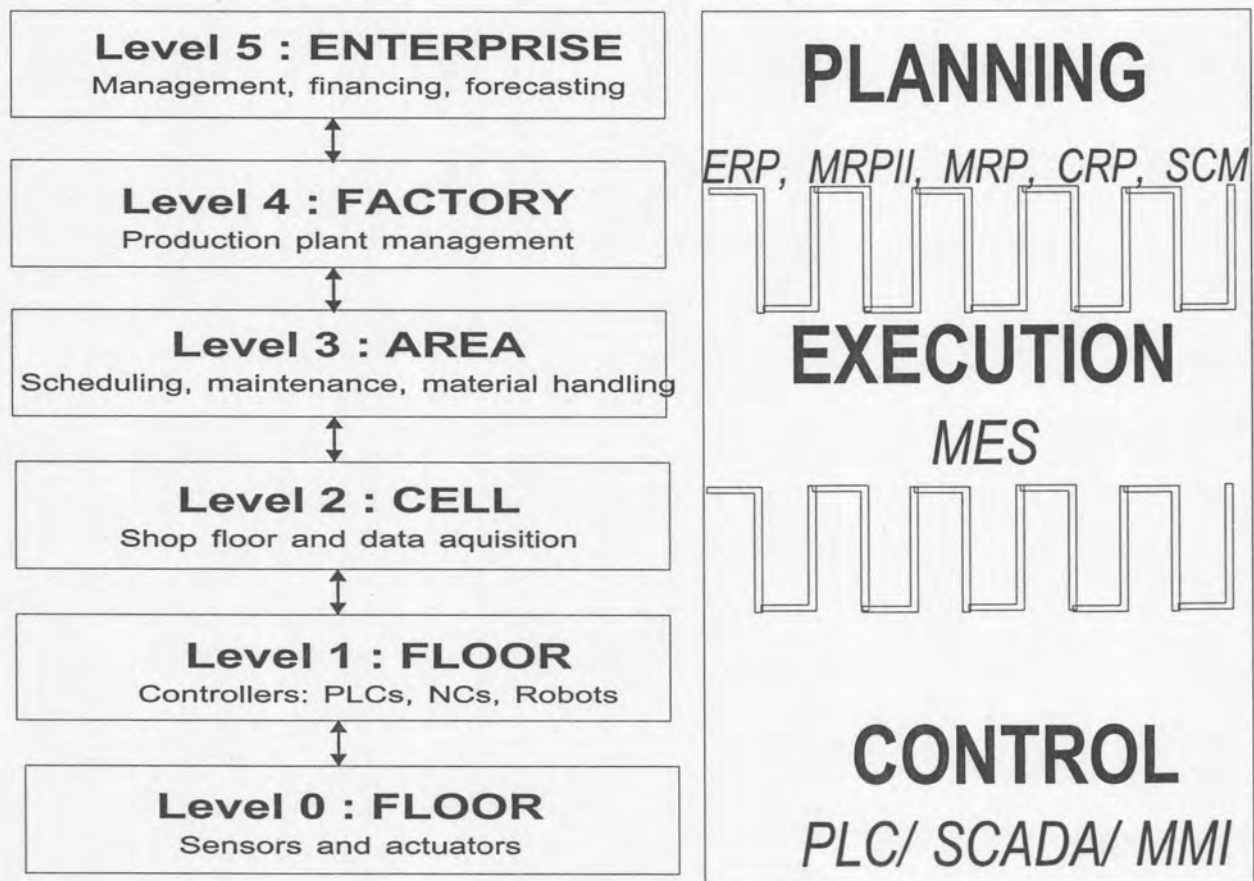 Level 5 : ENTERPRISE
Management, financing, forecasting
Level 4 : FACTORY
Production plant management
Level 3 : AREA
Scheduling, maintenance, material handling
Level 2 : CELL
Shop floor and data aquisition
Level 1 : FLOOR
Controllers: PLCs, NCs, Robots
Level 0 : FLOOR
Sensors and actuators
PLANNING
ERP, MRPII, MRP, CRP, SCM
EXECUTION
MES
CONTROL
PLC/ SCADA/ MMI